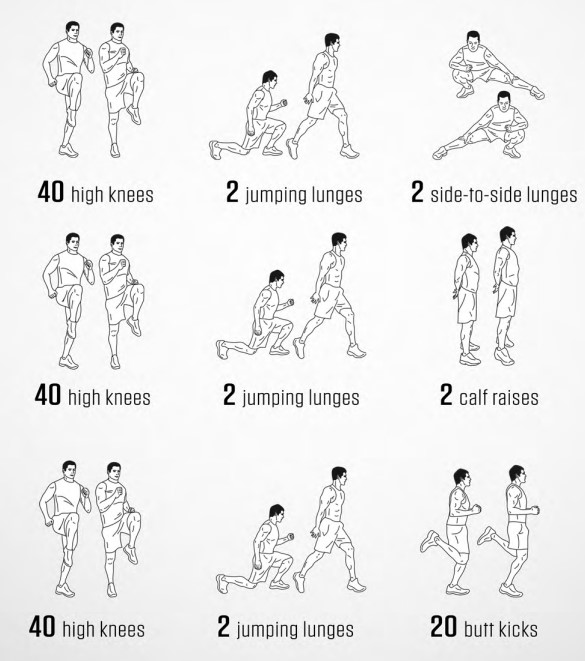 40 high knees
2 jumping lunges
2 side-to-side lunges
40 high knees
2 jumping lunges
2 calf raises
40 high knees
2 jumping lunges
20 butt kicks